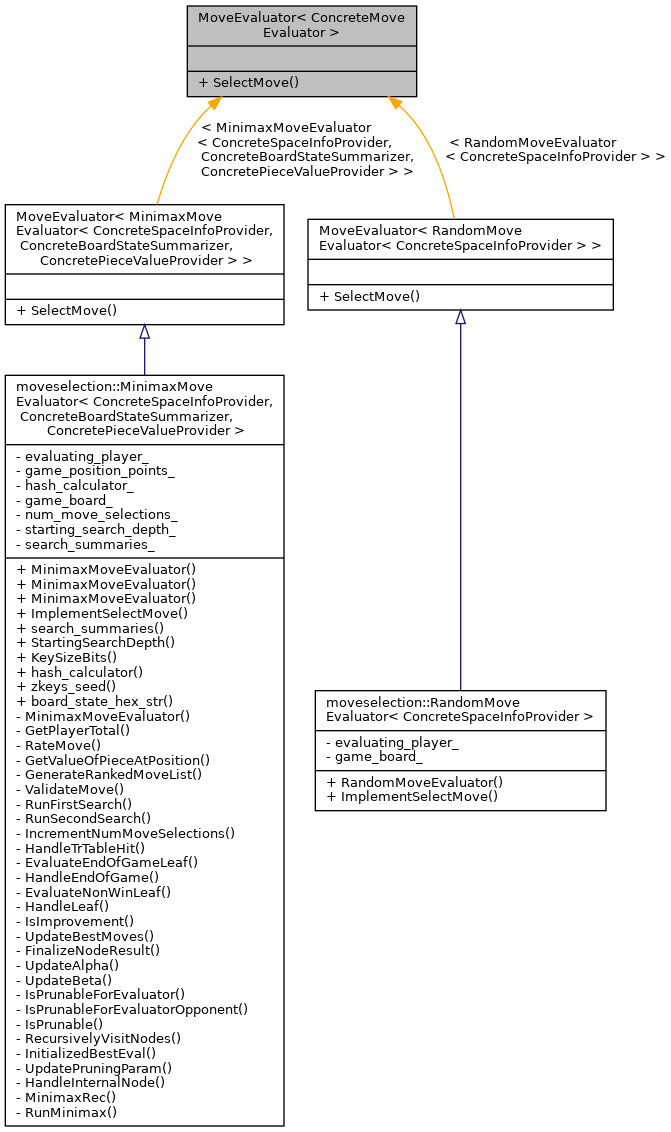 MoveEvaluator< ConcreteMove
Evaluator >
+ SelectMove()
< MinimaxMoveEvaluator
< ConcreteSpaceInfoProvider,
ConcreteBoardStateSummarizer,
ConcretePieceValueProvider > >
< RandomMoveEvaluator
< ConcreteSpaceInfoProvider > >
MoveEvaluator< MinimaxMove
Evaluator< ConcreteSpaceInfoProvider,
ConcreteBoardStateSummarizer,
ConcretePieceValueProvider > >
+ SelectMove()
MoveEvaluator< RandomMove
Evaluator< ConcreteSpaceInfoProvider > >
+ SelectMove()
moveselection::MinimaxMove
Evaluator< ConcreteSpaceInfoProvider,
ConcreteBoardStateSummarizer,
ConcretePieceValueProvider >
- evaluating_player_
- game_position_points_
- hash_calculator_
- game_board_
- num_move_selections_
- starting_search_depth_
- search_summaries_
+ MinimaxMoveEvaluator()
+ MinimaxMoveEvaluator()
+ MinimaxMoveEvaluator()
+ ImplementSelectMove()
+ search_summaries()
+ StartingSearchDepth()
+ KeySizeBits()
+ hash_calculator()
+ zkeys_seed()
+ board_state_hex_str()
- MinimaxMoveEvaluator()
- GetPlayerTotal()
- RateMove()
- GetValueOfPieceAtPosition()
- GenerateRankedMoveList()
- ValidateMove()
- RunFirstSearch()
- RunSecondSearch()
- IncrementNumMoveSelections()
- HandleTrTableHit()
- EvaluateEndOfGameLeaf()
- HandleEndOfGame()
- EvaluateNonWinLeaf()
- HandleLeaf()
- IsImprovement()
- UpdateBestMoves()
- FinalizeNodeResult()
- UpdateAlpha()
- UpdateBeta()
- IsPrunableForEvaluator()
- IsPrunableForEvaluatorOpponent()
- IsPrunable()
- RecursivelyVisitNodes()
- InitializedBestEval()
- UpdatePruningParam()
- HandleInternalNode()
- MinimaxRec()
- RunMinimax()
moveselection::RandomMove
Evaluator< ConcreteSpaceInfoProvider >
- evaluating_player_
- game_board_
+ RandomMoveEvaluator()
+ ImplementSelectMove()